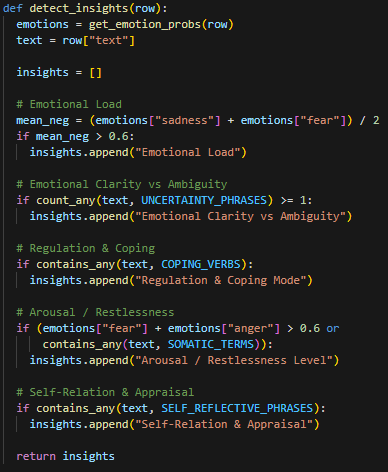 def detect_insights(row):
  emotions = get_emotion_probs(row)
  text = row["text"]

  insights = []

  # Emotional Load
  mean_neg = (emotions["sadness"] + emotions["fear"]) / 2
  if mean_neg > 0.6:
    insights.append("Emotional Load")

  # Emotional Clarity vs Ambiguity
  if count_any(text, UNCERTAINTY_PHRASES) >= 1:
    insights.append("Emotional Clarity vs Ambiguity")

  # Regulation & Coping
  if contains_any(text, COPING_VERBS):
    insights.append("Regulation & Coping Mode")

  # Arousal / Restlessness
  if (emotions["fear"] + emotions["anger"] > 0.6 or
      contains_any(text, SOMATIC_TERMS)):
    insights.append("Arousal / Restlessness Level")

  # Self-Relation & Appraisal
  if contains_any(text, SELF_REFLECTIVE_PHRASES):
    insights.append("Self-Relation & Appraisal")

  return insights